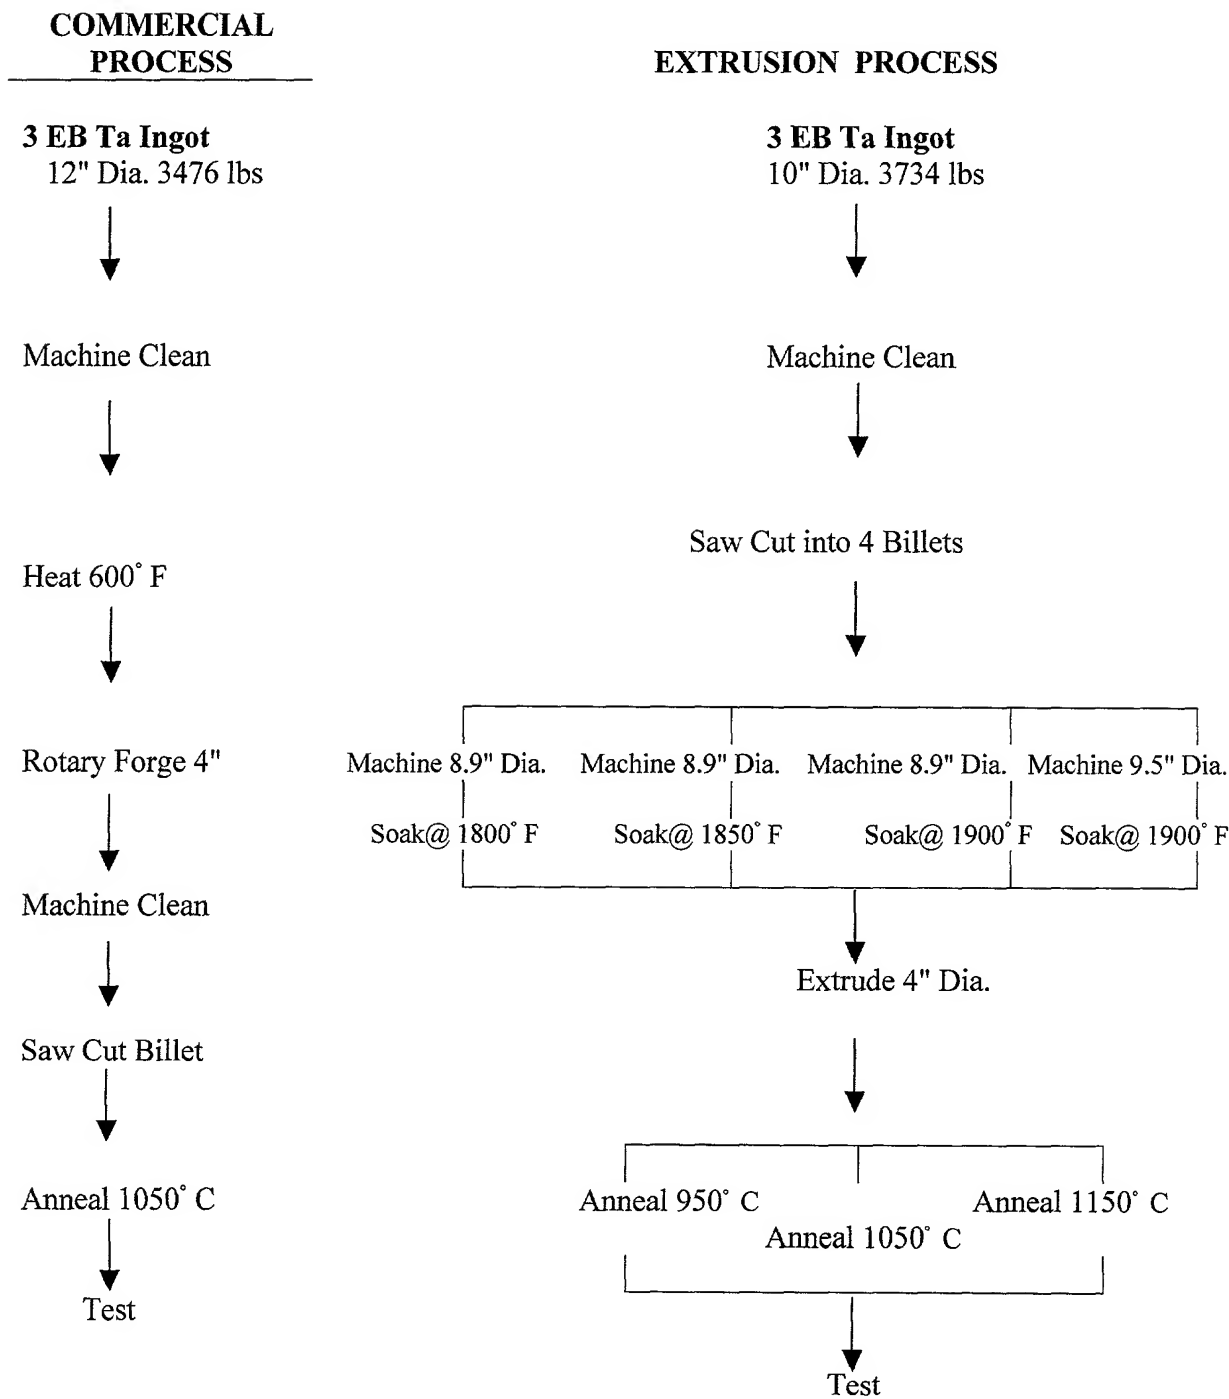 COMMERCIAL
PROCESS
3 EB Ta Ingot
12" Dia. 3476 lbs
Machine Clean
Heat 600° F
Rotary Forge 4"
Machine Clean
Saw Cut Billet
Anneal 1050° C
Test
EXTRUSION PROCESS
3 EB Ta Ingot
10" Dia. 3734 lbs
Machine Clean
Saw Cut into 4 Billets
Machine 8.9" Dia. Machine 8.9" Dia. Machine 8.9" Dia. Machine 9.5" Dia.
Soak@ 1800° F Soak@ 1850° F Soak@ 1900° F Soak@ 1900° F
Extrude 4" Dia.
Anneal 950° C Anneal 1150° C
Anneal 1050° C
Test